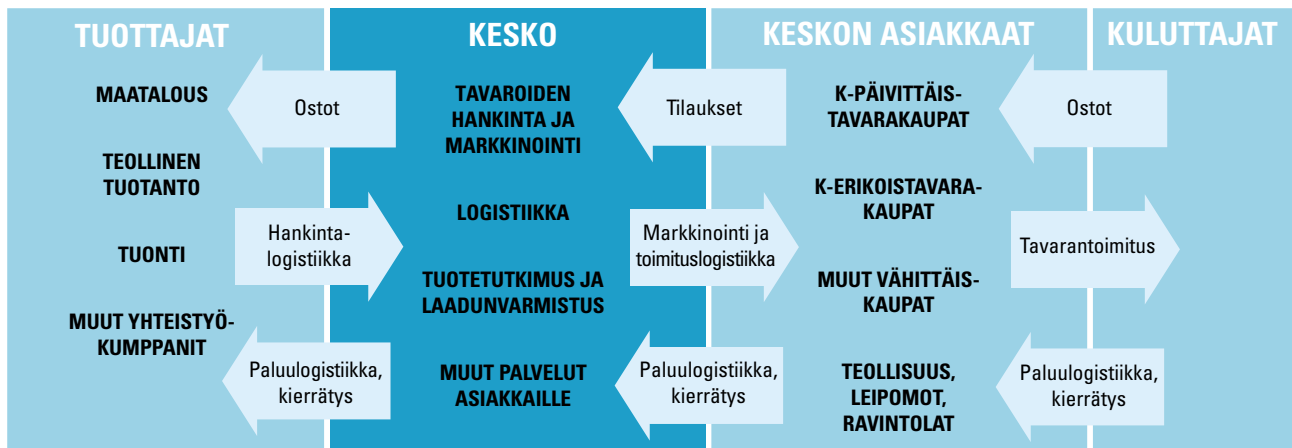 TUOTTAJAT
MAATALOUS
TEOLLINEN
TUOTANTO
TUONTI
MUUT YHTEISTYÖ-
KUMPPANIT
Ostot
Hankinta-
logistiikka
Paluulogistiikka,
kierrätys
KESKO
TAVAROIDEN
HANKINTA JA
MARKKINOINTI
LOGISTIIKKA
TUOTETUTKIMUS JA
LAADUNVARMISTUS
MUUT PALVELUT
ASIAKKAILLE
Tilaukset
Markkinointi ja
toimituslogistiikka
Paluulogistiikka,
kierrätys
KESKON ASIAKKAAT
K-PÄIVITTÄIS-
TAVARAKAUPAT
K-ERIKOISTAVARA-
KAUPAT
MUUT VÄHITTÄIS-
KAUPAT
TEOLLISUUS,
LEIPOMOT,
RAVINTOLAT
Ostot
Tavarantoimitus
Paluulogistiikka,
kierrätys
KULUTTAJAT